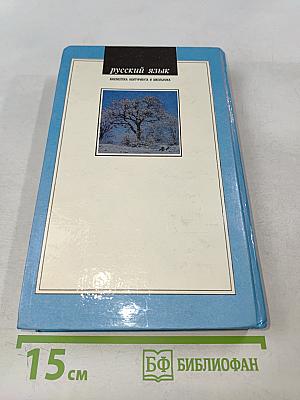 русский язык
БИБЛИОТЕКА АБИТУРИЕНТА И ШКОЛЬНИКА
15 см
БФ БИБЛИОФАН